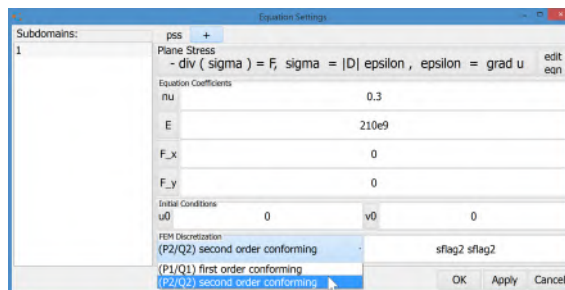 Equation Settings
Subdomains:
1
pss +
Plane Stress
- div ( sigma ) = F, sigma = |D| epsilon , epsilon = grad u
edit eqn
Equation Coefficients
nu 0.3
E 210e9
F_x 0
F_y 0
Initial Conditions
u0 0 v0 0
FEM Discretization
(P2/Q2) second order conforming sflag2 sflag2
(P1/Q1) first order conforming
(P2/Q2) second order conforming
OK Apply Cancel